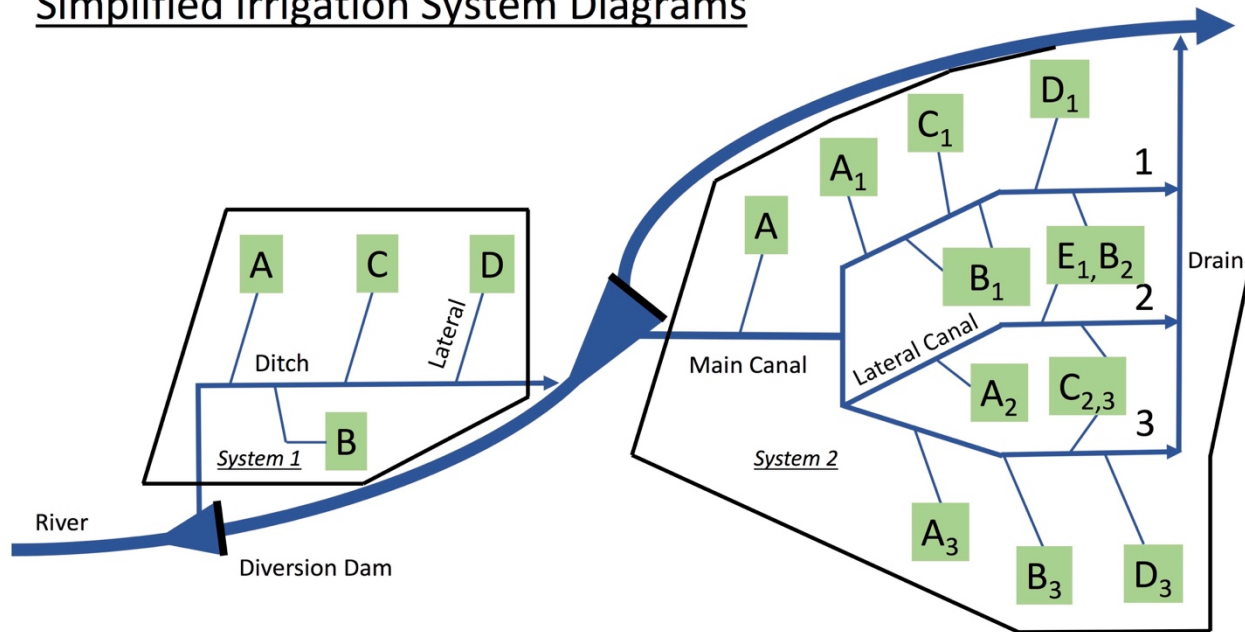 Simplified Irrigation System Diagrams
D₁
C₁
1
A₁
A
A
C
D
E₁,B₂
Drain
B₁
2
Lateral
Ditch
Main Canal
Lateral Canal
A₂
C₂,₃
3
B
System 1
System 2
River
A₃
Diversion Dam
B₃
D₃